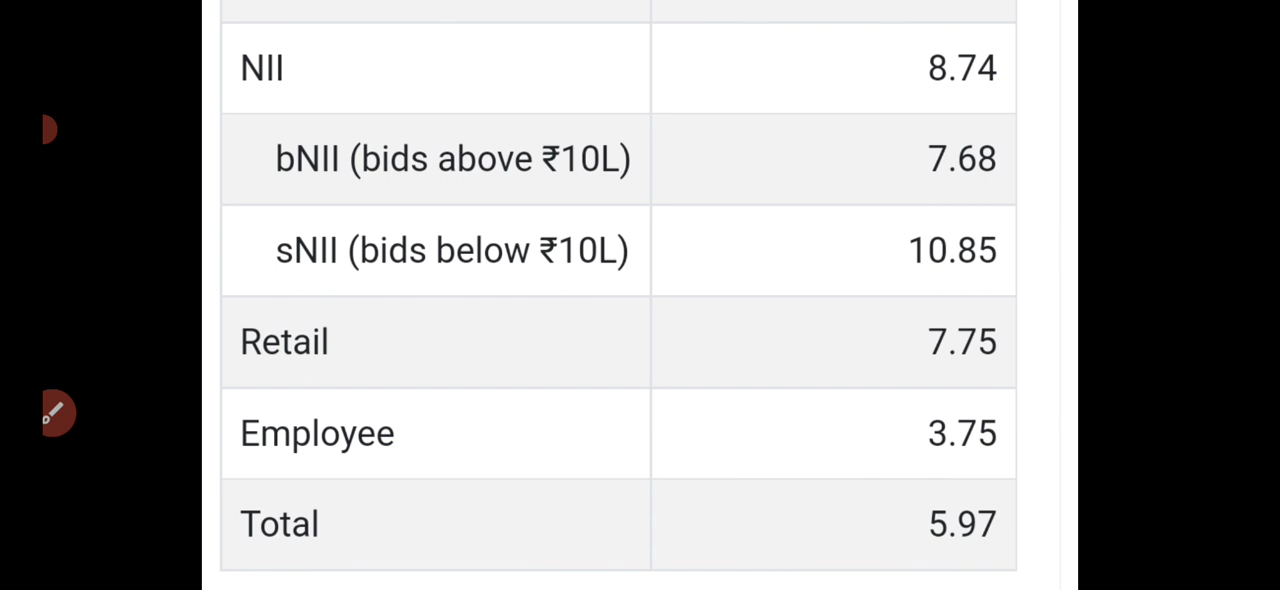 NII 8.74
bNII (bids above ₹10L) 7.68
sNII (bids below ₹10L) 10.85
Retail 7.75
Employee 3.75
Total 5.97